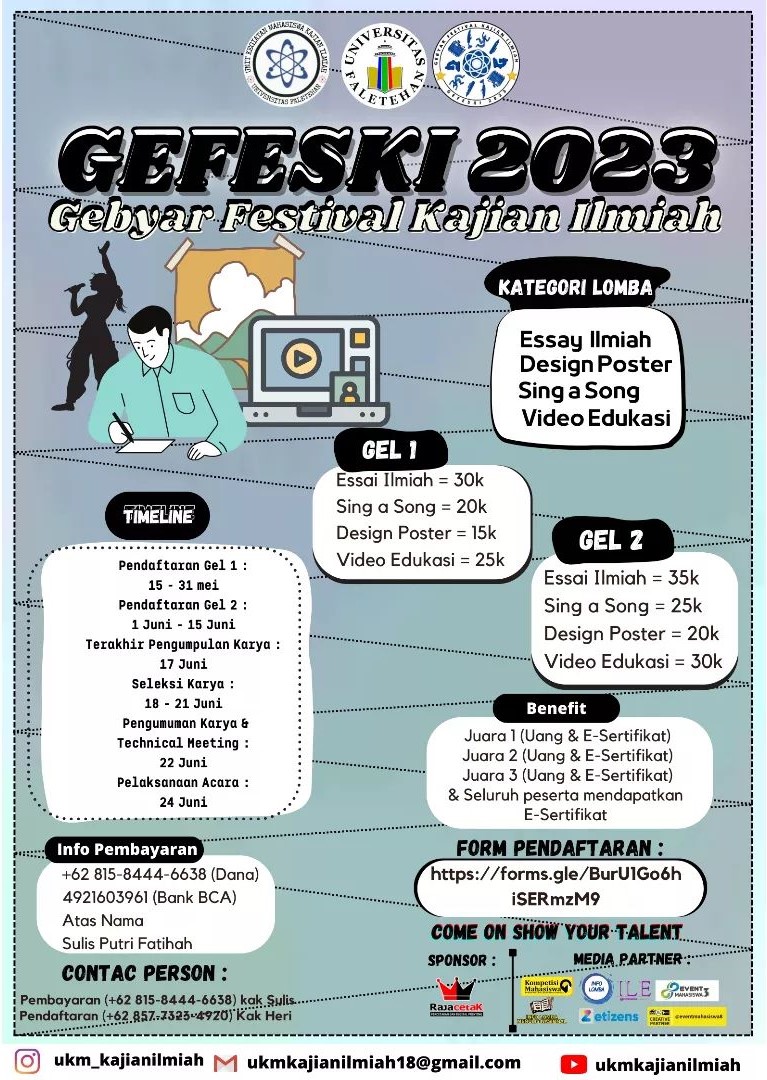 UNIT KEGIATAN MAHASISWA KAJIAN ILMIAH
UNIVERSITAS FALETEHAN
UNIVERSITAS
FALETEHAN
GEBYAR FESTIVAL KAJIAN ILMIAH
GEFESKI 2023
GEFESKI 2023
Gebyar Festival Kajian Ilmiah
KATEGORI LOMBA
Essay Ilmiah
Design Poster
Sing a Song
Video Edukasi
GEL 1
Essai Ilmiah = 30k
Sing a Song = 20k
Design Poster = 15k
Video Edukasi = 25k
GEL 2
Essai Ilmiah = 35k
Sing a Song = 25k
Design Poster = 20k
Video Edukasi = 30k
TIMELINE
Pendaftaran Gel 1 :
15 - 31 mei
Pendaftaran Gel 2 :
1 Juni - 15 Juni
Terakhir Pengumpulan Karya :
17 Juni
Seleksi Karya :
18 - 21 Juni
Pengumuman Karya &
Technical Meeting :
22 Juni
Pelaksanaan Acara :
24 Juni
Benefit
Juara 1 (Uang & E-Sertifikat)
Juara 2 (Uang & E-Sertifikat)
Juara 3 (Uang & E-Sertifikat)
& Seluruh peserta mendapatkan
E-Sertifikat
Info Pembayaran
+62 815-8444-6638 (Dana)
4921603961 (Bank BCA)
Atas Nama
Sulis Putri Fatihah
FORM PENDAFTARAN :
https://forms.gle/BurU1Go6h
iSERmzM9
COME ON SHOW YOUR TALENT
CONTAC PERSON :
Pembayaran (+62 815-8444-6638) kak Sulis
Pendaftaran (+62 857-7325-4920) Kak Heri
SPONSOR :
Rajacetak
MEDIA PARTNER :
Kompetisi
Mahasiswa
INFO
LOMBA
ILE
EVENT
MAHASISWA
etizens
CREATIVE
PARTNER
@eventmahasiswa
ukm_kajianilmiah
ukmkajianilmiah18@gmail.com
ukmkajianilmiah